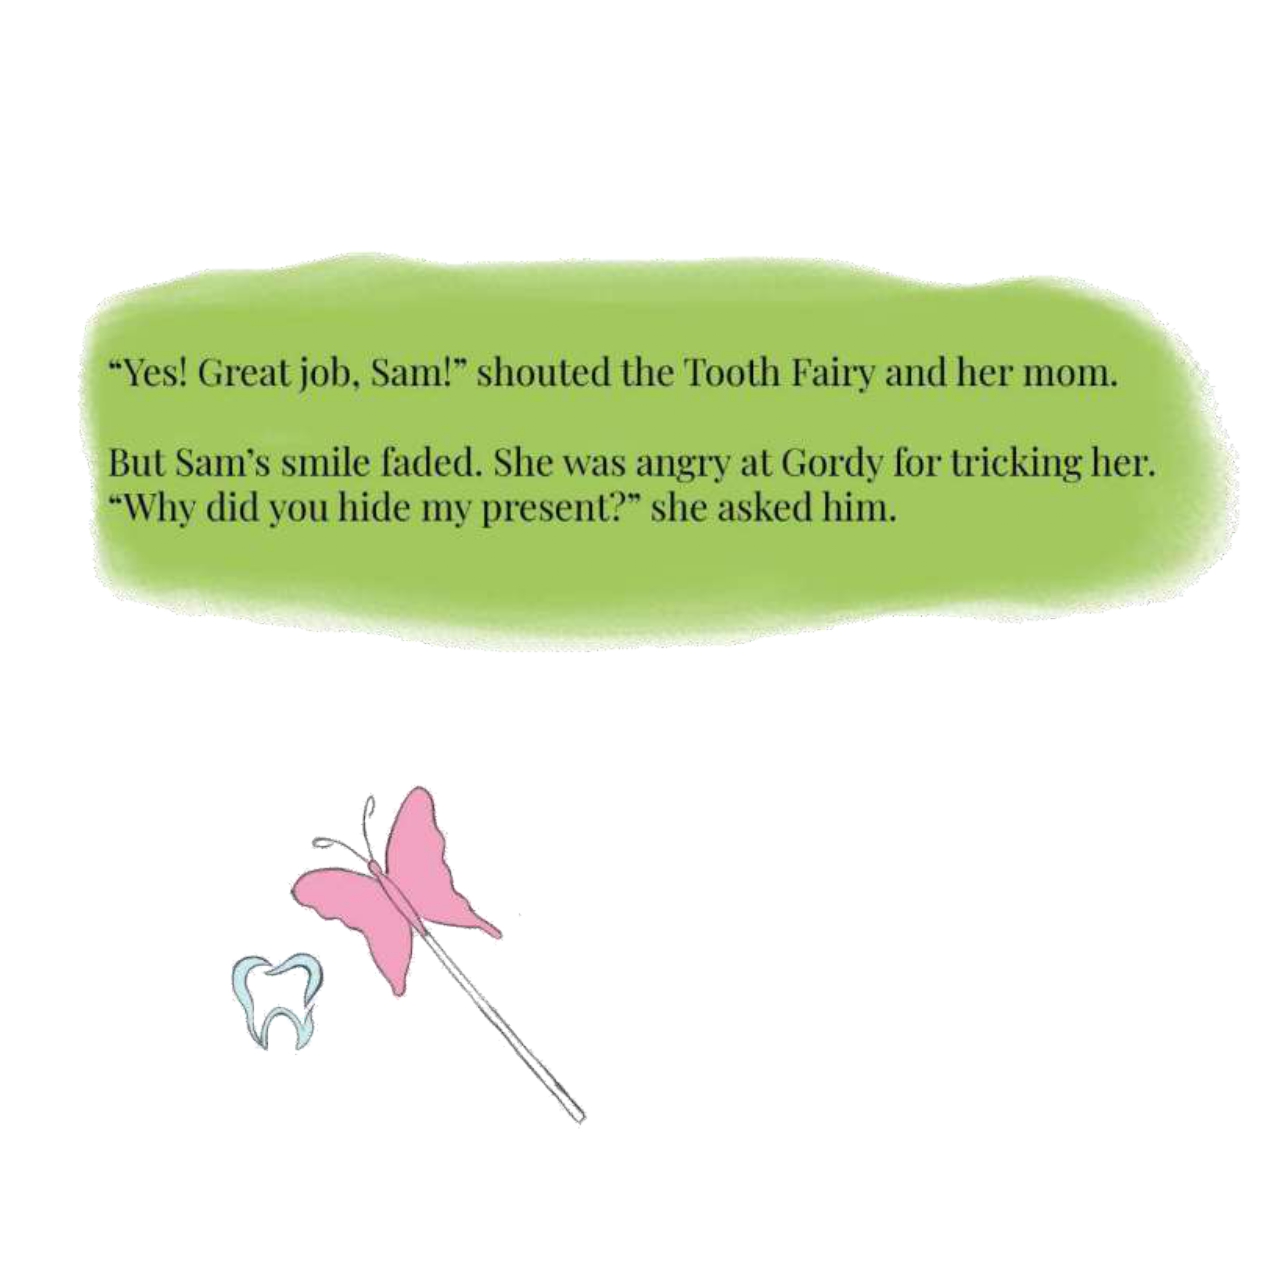 “Yes! Great job, Sam!” shouted the Tooth Fairy and her mom.
But Sam’s smile faded. She was angry at Gordy for tricking her.
“Why did you hide my present?” she asked him.